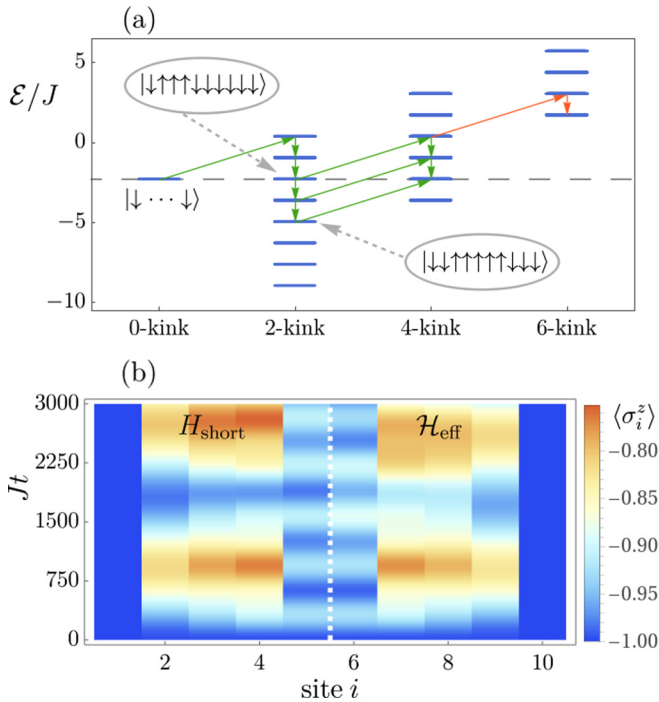 (a)
5
|↓↑↑↑↓↓↓↓↓↓⟩
ℰ/J
0
|↓ ··· ↓⟩
−5
|↓↓↑↑↑↑↑↓↓↓⟩
−10
0-kink 2-kink 4-kink 6-kink
(b)
3000 ⟨σᵢᶻ⟩
H_short ℋ_eff
2250 −0.80
−0.85
Jt
1500 −0.90
750 −0.95
0 −1.00
2 4 6 8 10
site i